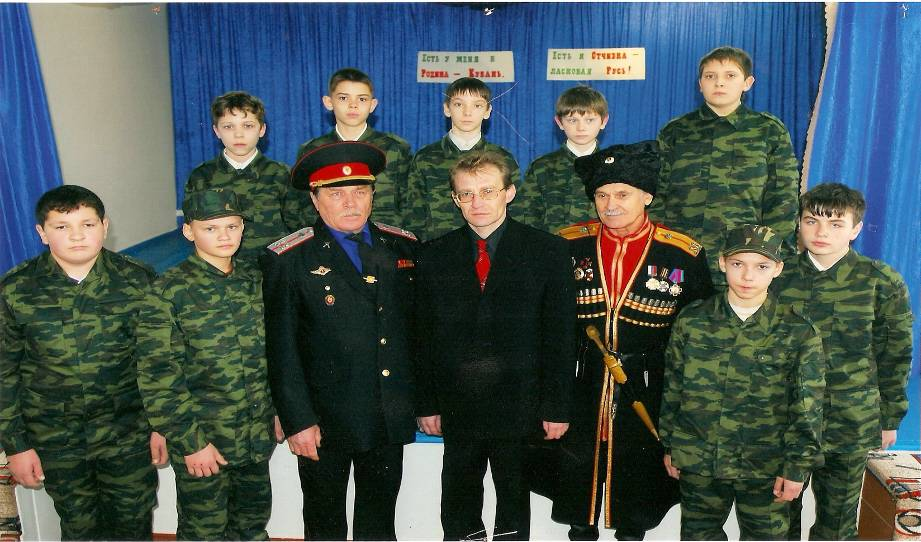 Есть у меня и
Родина – Кубань,
Есть и Отчизна –
ласковая Русь!